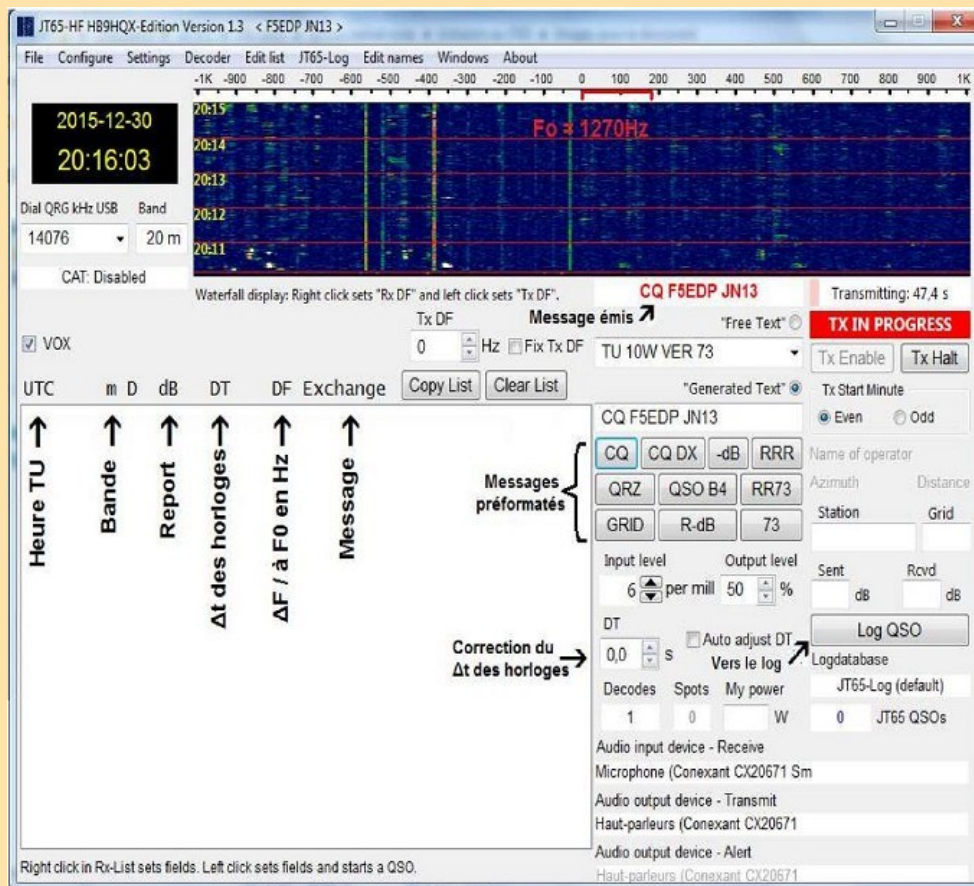 JT65-HF HB9HQX-Edition Version 1.3 < F5EDP JN13 >
File Configure Settings Decoder Edit list JT65-Log Edit names Windows About
-1K -900 -800 -700 -600 -500 -400 -300 -200 -100 0 100 200 300 400 500 600 700 800 900 1K
2015-12-30
20:16:03
20:15
20:14
20:13
20:12
20:11
Fo = 1270Hz
Dial QRG kHz USB Band
14076 20 m
CAT: Disabled
Waterfall display: Right click sets "Rx DF" and left click sets "Tx DF".
CQ F5EDP JN13
Transmitting: 47,4 s
Message émis
Tx DF
0 Hz Fix Tx DF
VOX
"Free Text"
TU 10W VER 73
TX IN PROGRESS
Tx Enable Tx Halt
UTC m D dB DT DF Exchange
Copy List Clear List
"Generated Text"
CQ F5EDP JN13
Tx Start Minute
Even Odd
Heure TU
Bande
Report
Δt des horloges
ΔF / à F0 en Hz
Message
Messages
préformatés
CQ CQ DX -dB RRR
QRZ QSO B4 RR73
GRID R-dB 73
Name of operator
Azimuth Distance
Station Grid
Input level Output level
6 per mill 50 %
Sent Rcvd
dB dB
Log QSO
DT
0,0 s
Auto adjust DT
Vers le log
Correction du
Δt des horloges
Logdatabase
JT65-Log (default)
0 JT65 QSOs
Decodes Spots My power
1 0 W
Audio input device - Receive
Microphone (Conexant CX20671 Sm
Audio output device - Transmit
Haut-parleurs (Conexant CX20671
Audio output device - Alert
Haut-parleurs (Conexant CX20671
Right click in Rx-List sets fields. Left click sets fields and starts a QSO.